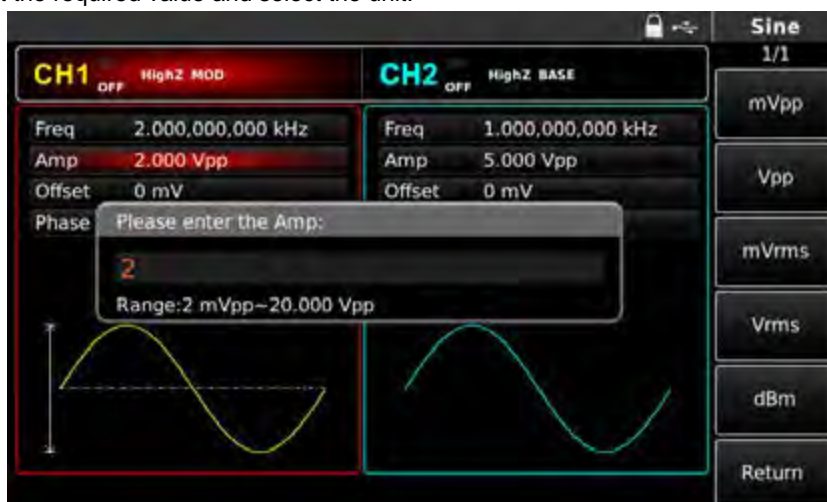 the required value and select the unit.
Sine
1/1
CH1 OFF HighZ MOD
CH2 OFF HighZ BASE
mVpp
Freq 2.000,000,000 kHz
Freq 1.000,000,000 kHz
Amp 2.000 Vpp
Amp 5.000 Vpp
Vpp
Offset 0 mV
Offset 0 mV
Phase
Please enter the Amp:
2
Range:2 mVpp~20.000 Vpp
mVrms
Vrms
dBm
Return